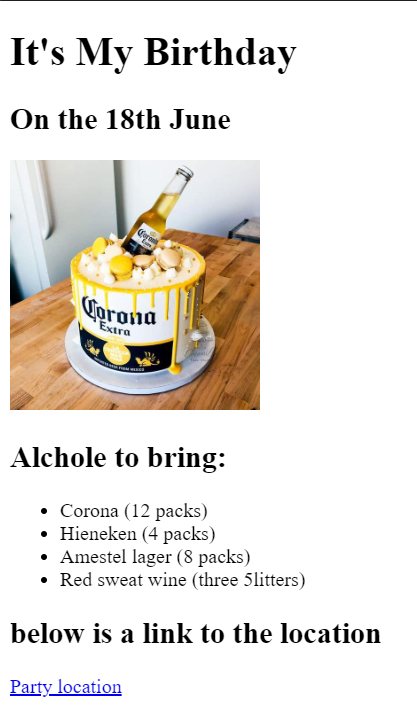 It's My Birthday
On the 18th June
Corona
Extra
Corona
Extra
Alchole to bring:
Corona (12 packs)
Hieneken (4 packs)
Amestel lager (8 packs)
Red sweat wine (three 5litters)
below is a link to the location
Party location